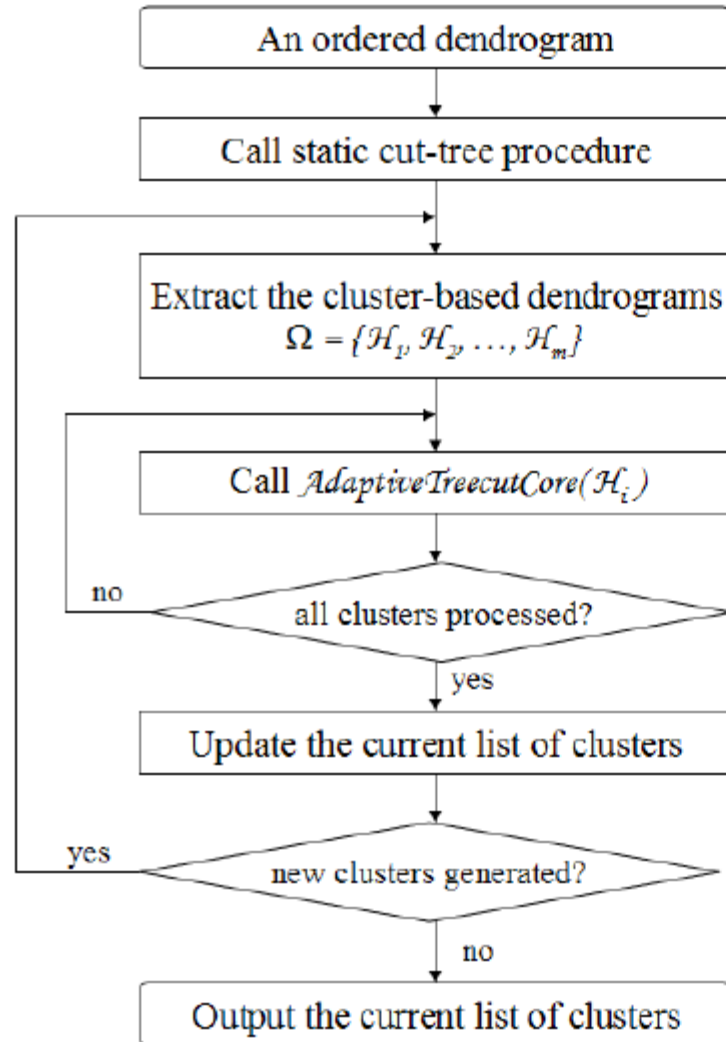 An ordered dendrogram
Call static cut-tree procedure
Extract the cluster-based dendrograms
Ω = {ℋ₁, ℋ₂, …, ℋₘ}
Call AdaptiveTreecutCore(ℋᵢ)
no
all clusters processed?
yes
Update the current list of clusters
yes
new clusters generated?
no
Output the current list of clusters